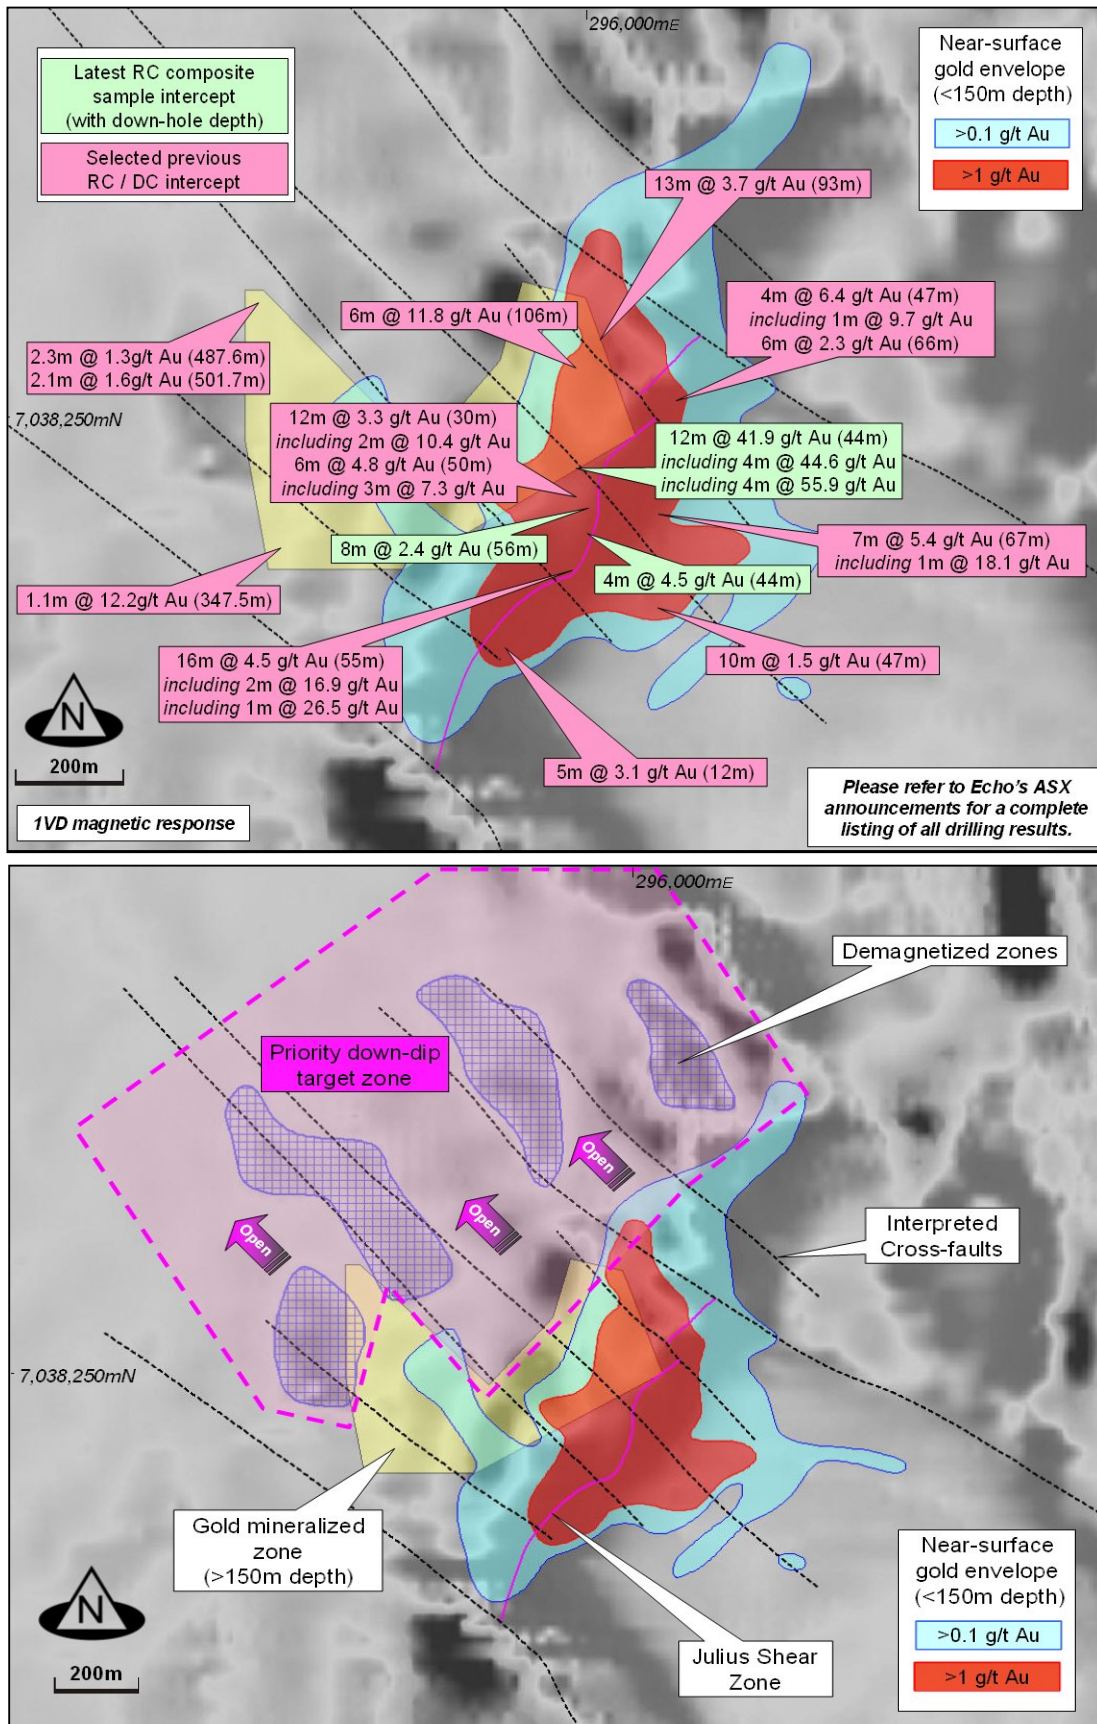 296,000mE
Latest RC composite
sample intercept
(with down-hole depth)
Selected previous
RC / DC intercept
Near-surface
gold envelope
(<150m depth)
>0.1 g/t Au
>1 g/t Au
13m @ 3.7 g/t Au (93m)
4m @ 6.4 g/t Au (47m)
including 1m @ 9.7 g/t Au
6m @ 2.3 g/t Au (66m)
6m @ 11.8 g/t Au (106m)
2.3m @ 1.3g/t Au (487.6m)
2.1m @ 1.6g/t Au (501.7m)
7,038,250mN
12m @ 3.3 g/t Au (30m)
including 2m @ 10.4 g/t Au
6m @ 4.8 g/t Au (50m)
including 3m @ 7.3 g/t Au
12m @ 41.9 g/t Au (44m)
including 4m @ 44.6 g/t Au
including 4m @ 55.9 g/t Au
8m @ 2.4 g/t Au (56m)
7m @ 5.4 g/t Au (67m)
including 1m @ 18.1 g/t Au
4m @ 4.5 g/t Au (44m)
1.1m @ 12.2g/t Au (347.5m)
16m @ 4.5 g/t Au (55m)
including 2m @ 16.9 g/t Au
including 1m @ 26.5 g/t Au
10m @ 1.5 g/t Au (47m)
N
200m
5m @ 3.1 g/t Au (12m)
1VD magnetic response
Please refer to Echo's ASX
announcements for a complete
listing of all drilling results.
296,000mE
Demagnetized zones
Priority down-dip
target zone
Open
Open
Open
Interpreted
Cross-faults
7,038,250mN
Gold mineralized
zone
(>150m depth)
N
200m
Julius Shear
Zone
Near-surface
gold envelope
(<150m depth)
>0.1 g/t Au
>1 g/t Au